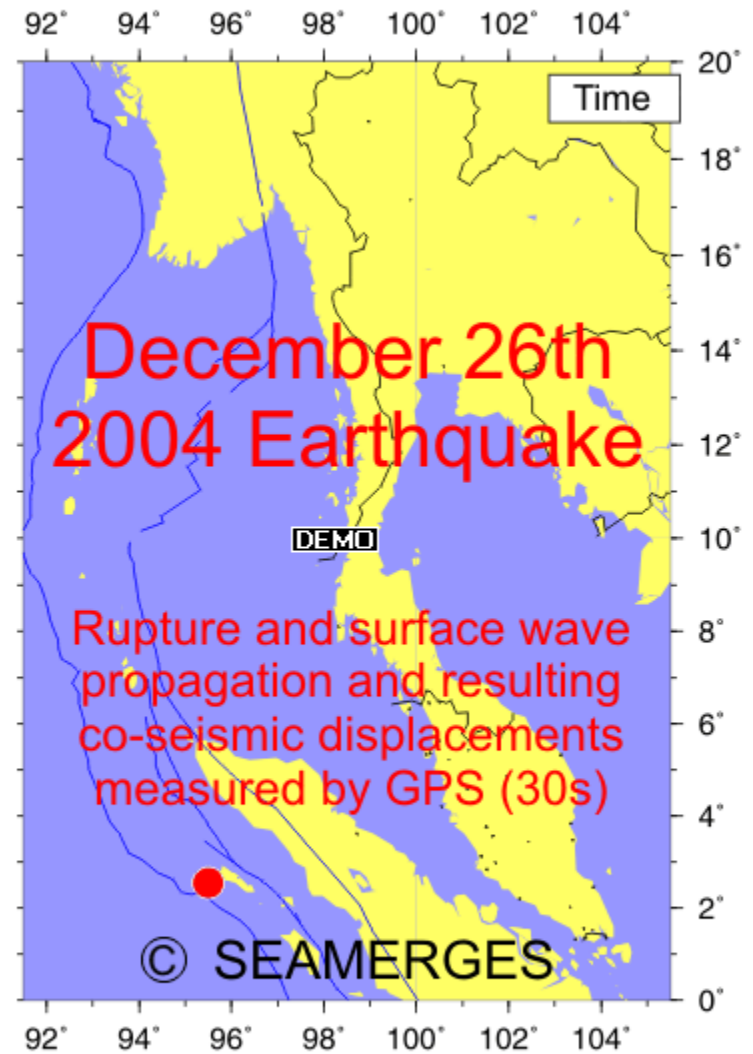 92° 94° 96° 98° 100° 102° 104°
20°
Time
18°
16°
14°
December 26th
2004 Earthquake
12°
DEMO
10°
8°
Rupture and surface wave
propagation and resulting
6°
co-seismic displacements
measured by GPS (30s)
4°
2°
© SEAMERGES
0°
92° 94° 96° 98° 100° 102° 104°